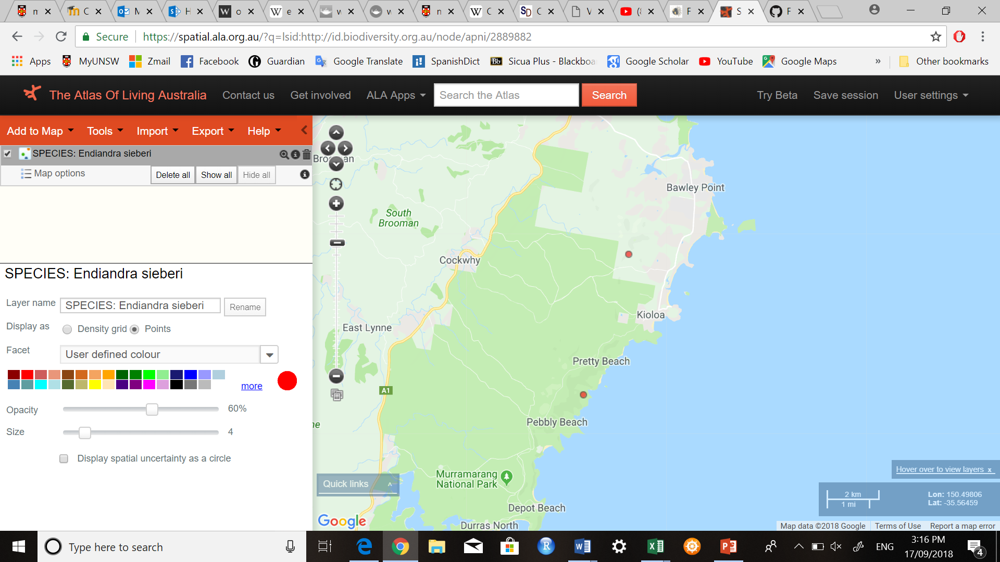 n C M H o e w w n C C V (8 F S F
Secure https://spatial.ala.org.au/?q=lsid:http://id.biodiversity.org.au/node/apni/2889882
Apps MyUNSW Zmail Facebook Guardian Google Translate SpanishDict Sicua Plus - Blackboa Google Scholar YouTube Google Maps » Other bookmarks
The Atlas Of Living Australia Contact us Get involved ALA Apps Search the Atlas Search Try Beta Save session User settings
Add to Map Tools Import Export Help
SPECIES: Endiandra sieberi
Map options Delete all Show all Hide all
SPECIES: Endiandra sieberi
Layer name SPECIES: Endiandra sieberi Rename
Display as Density grid Points
Facet User defined colour
more
Opacity 60%
Size 4
Display spatial uncertainty as a circle
Bawley Point
South
Brooman
Cockwhy
Kioloa
East Lynne
Pretty Beach
A1
Pebbly Beach
ne
Murramarang
National Park
Quick links
Depot Beach
Durras North
Google
Hover over to view layers x
2 km
1 mi
Lon: 150.49806
Lat: -35.56459
Map data ©2018 Google Terms of Use Report a map error
Type here to search
ENG
3:16 PM
17/09/2018
4